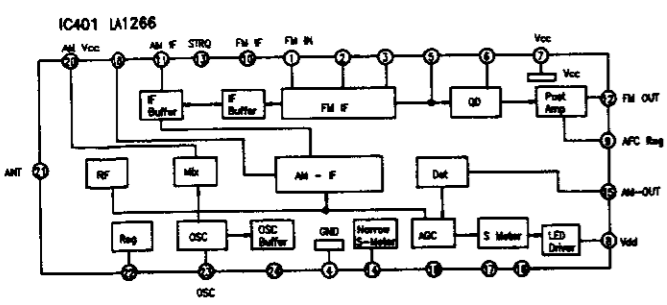 IC401 LA1266
AM Vcc AM IF STRQ FM IF FM IN Vcc
20 11 13 10 1 2 3 5 6 7
Vcc
IF Buffer
IF Buffer
FM IF
QD
Post Amp
12 FM OUT
9 AFC Reg
ANT 21
RF
Mix
AM - IF
Det
15 AM-OUT
Reg
OSC
OSC Buffer
GND
Narrow S-Meter
AGC
S Meter
LED Driver
8 Vdd
22 23 24 4 14 16 17
OSC